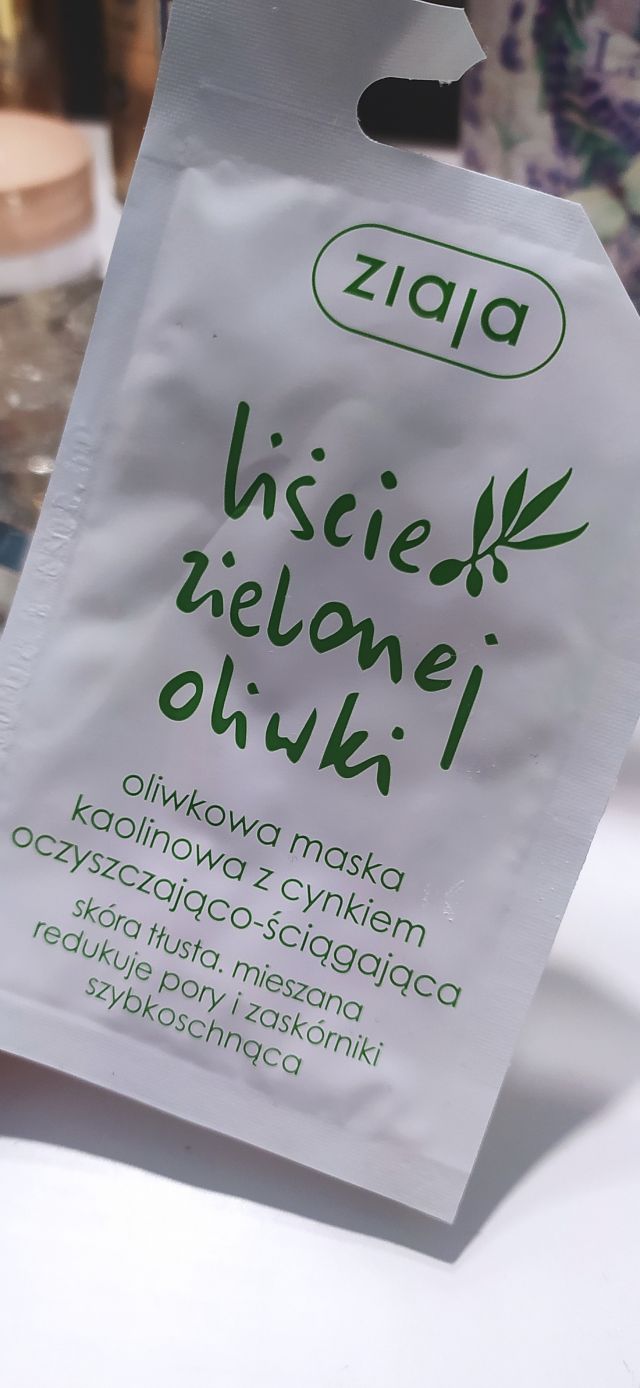 ziaja
liście
zielonej
oliwki
oliwkowa maska
kaolinowa z cynkiem
oczyszczająco-ściągająca
skóra tłusta. mieszana
redukuje pory i zaskórniki
szybkoschnąca